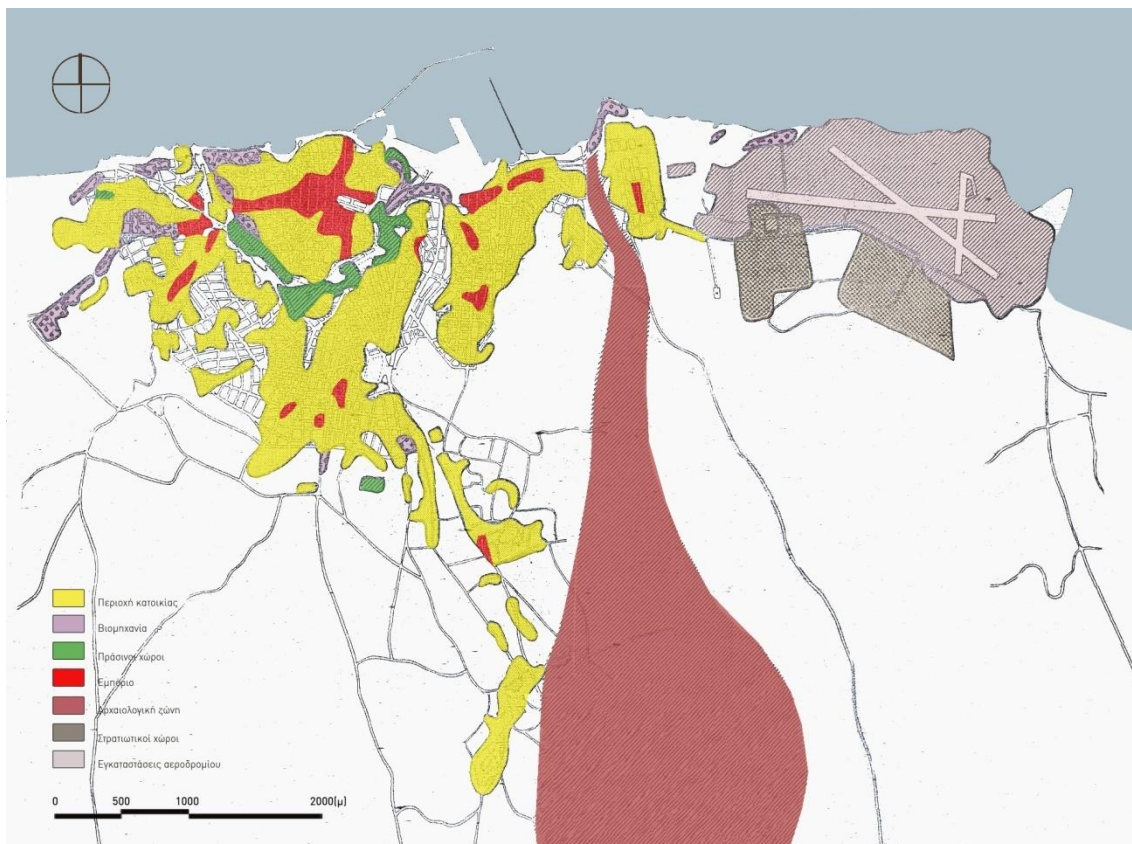 Περιοχή κατοικίας
Βιομηχανία
Πράσινοι χώροι
Εμπόριο
Αρχαιολογική ζώνη
Στρατιωτικοί χώροι
Εγκαταστάσεις αεροδρομίου
0 500 1000 2000(μ)